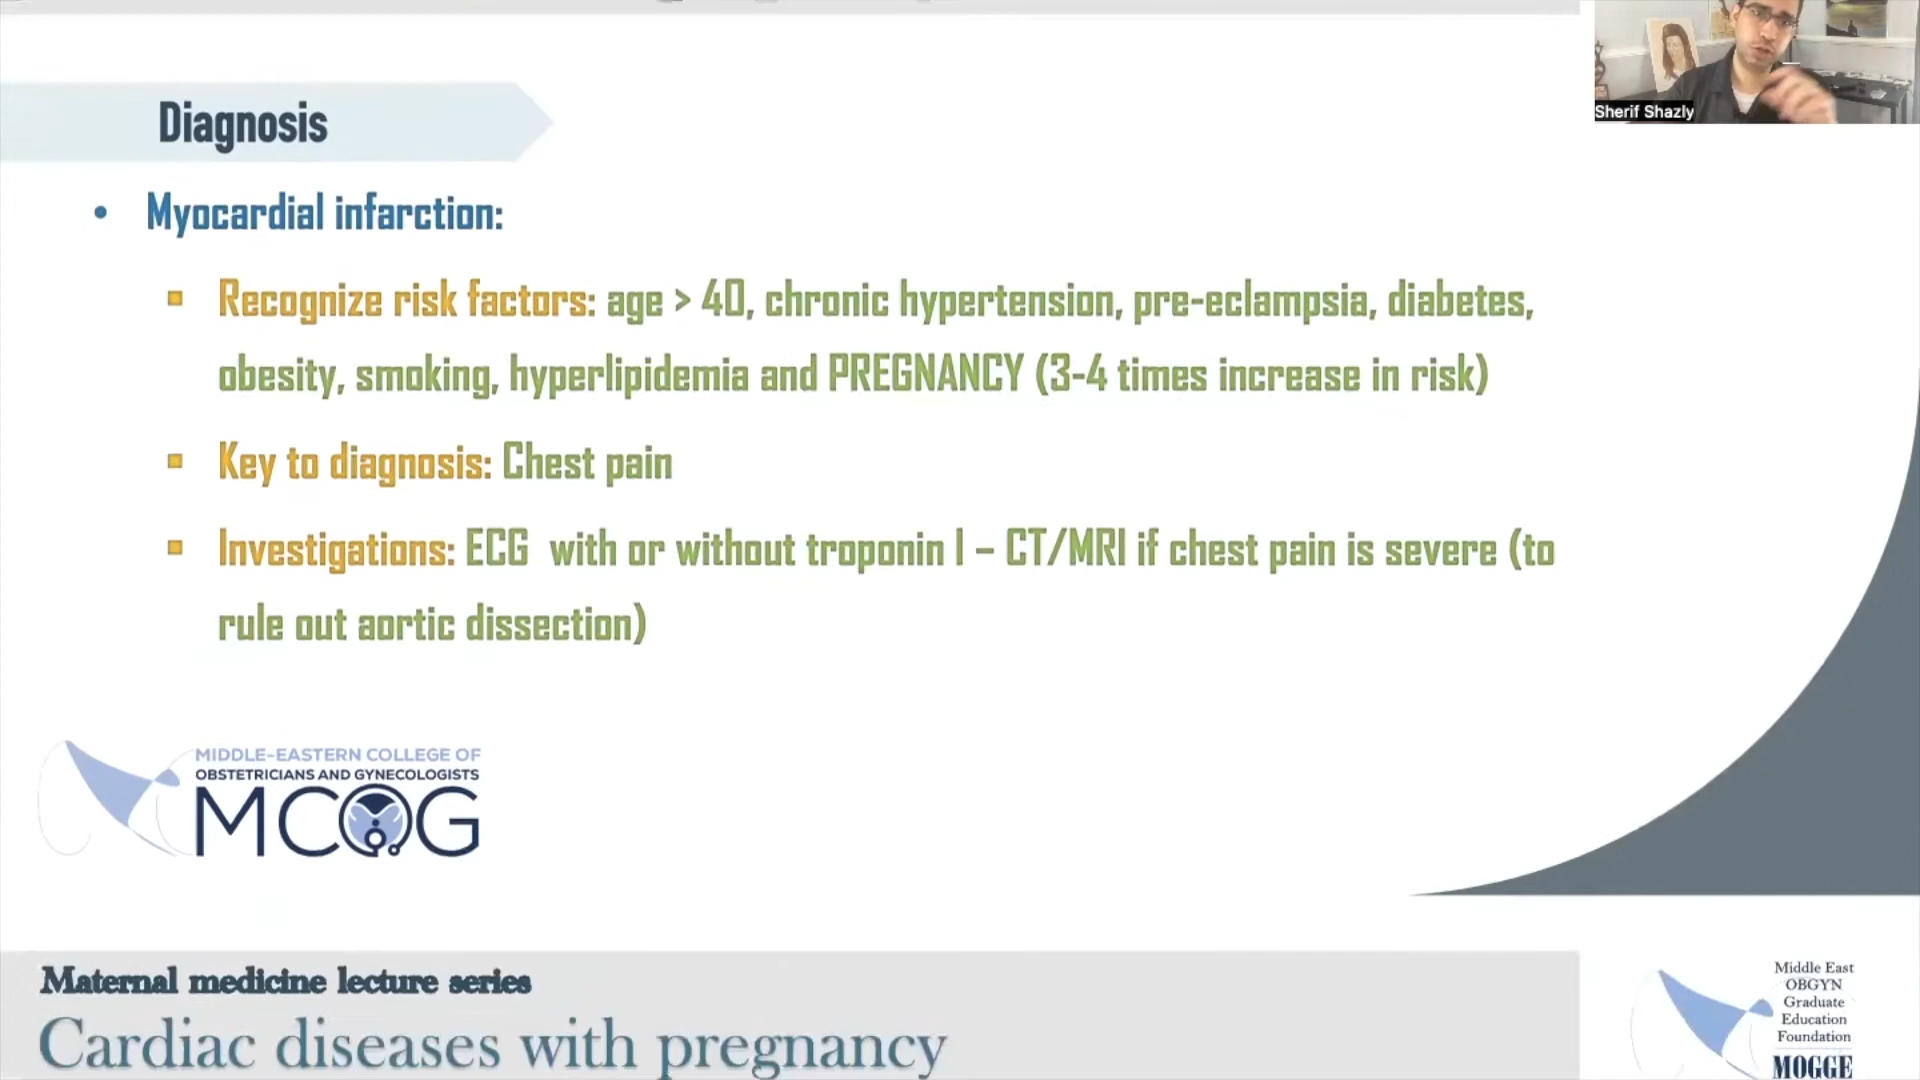 Sherif Shazly
Diagnosis
• Myocardial infarction:
Recognize risk factors: age > 40, chronic hypertension, pre-eclampsia, diabetes,
obesity, smoking, hyperlipidemia and PREGNANCY (3-4 times increase in risk)
Key to diagnosis: Chest pain
Investigations: ECG with or without troponin I – CT/MRI if chest pain is severe (to
rule out aortic dissection)
MIDDLE-EASTERN COLLEGE OF
OBSTETRICIANS AND GYNECOLOGISTS
MCOG
Maternal medicine lecture series
Cardiac diseases with pregnancy
Middle East
OBGYN
Graduate
Education
Foundation
MOGGE